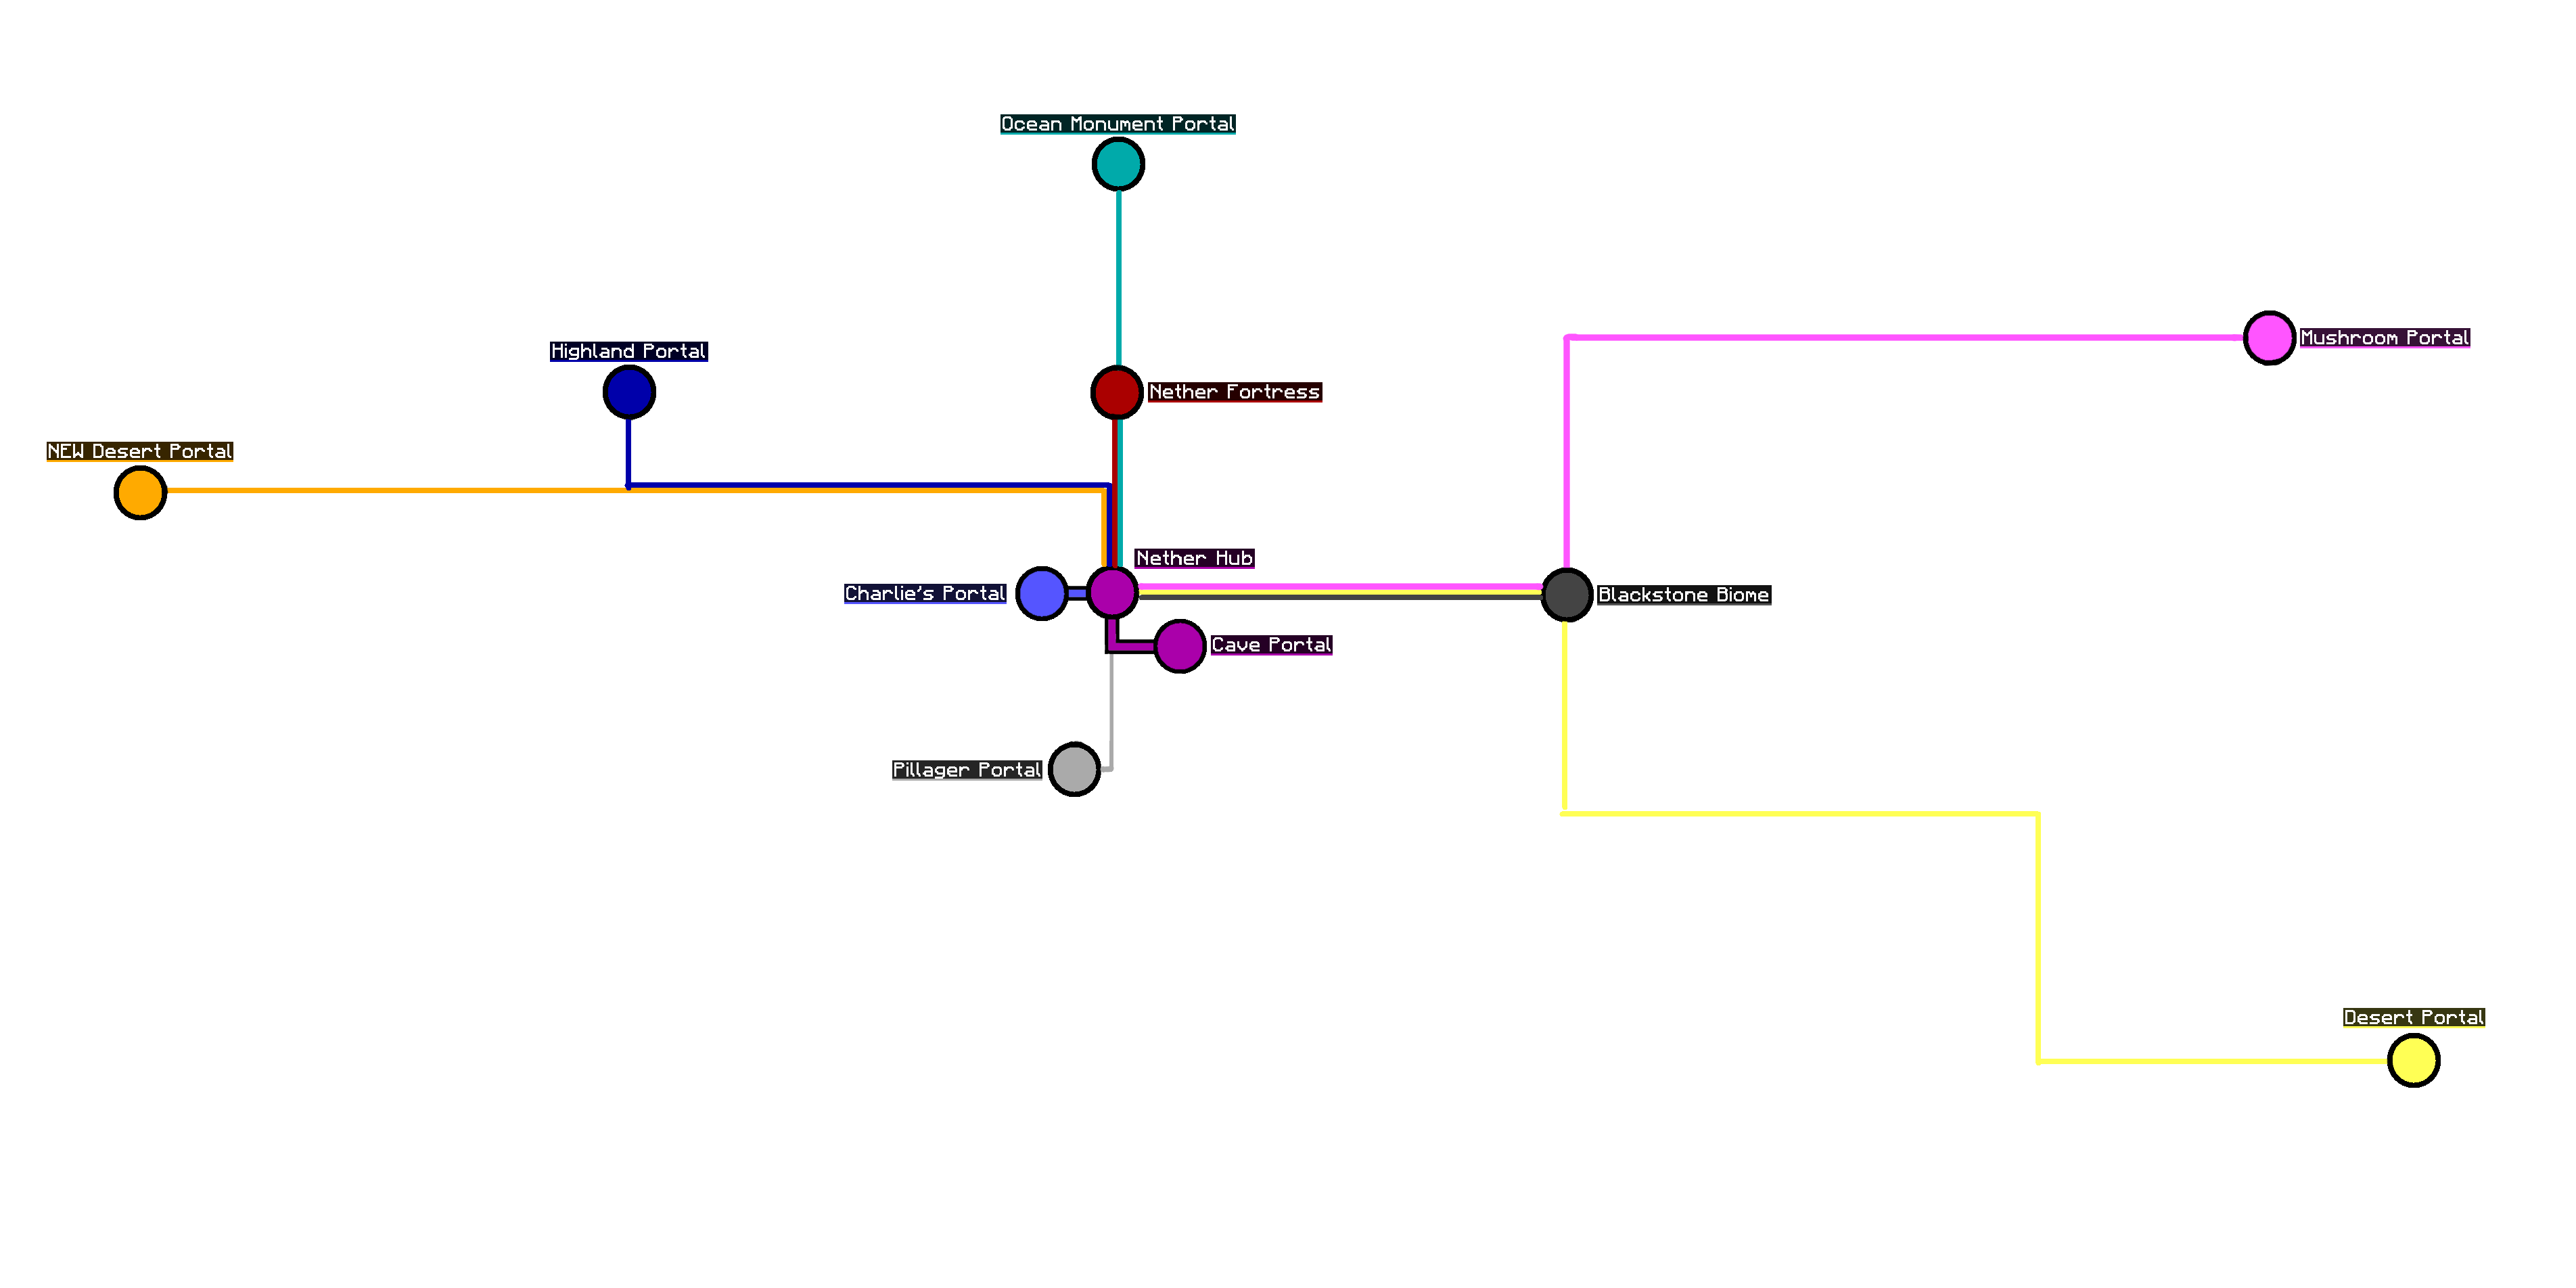 Ocean Monument Portal
Mushroom Portal
Highland Portal
Nether Fortress
NEW Desert Portal
Nether Hub
Charlie's Portal
Blackstone Biome
Cave Portal
Pillager Portal
Desert Portal